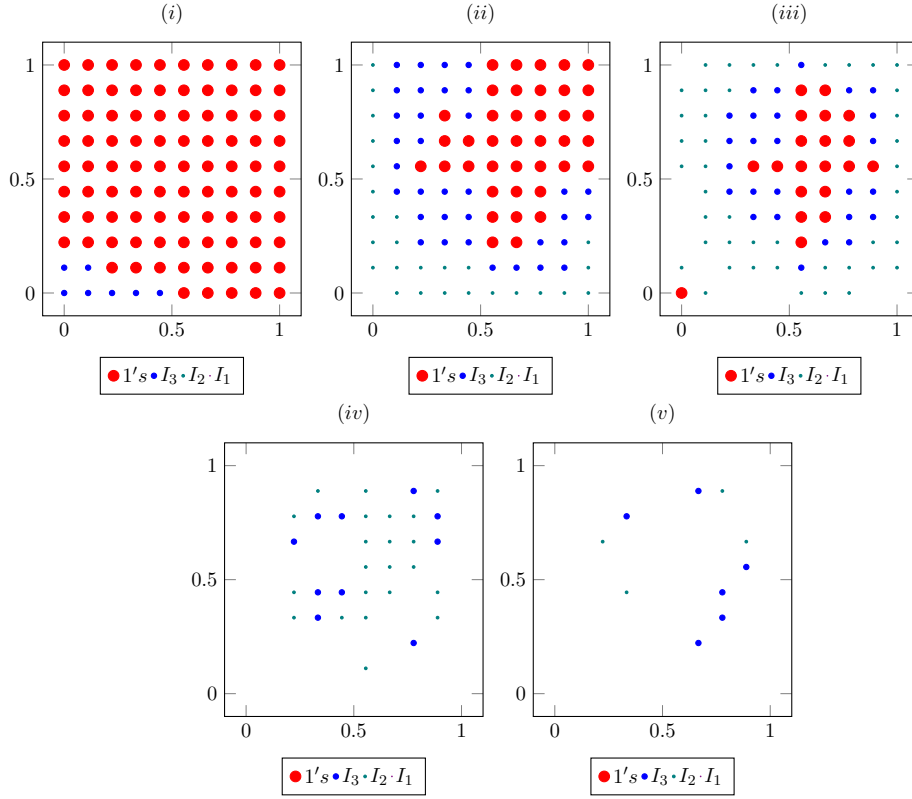 (i) (ii) (iii)
1 1 1
0.5 0.5 0.5
0 0 0
0 0.5 1 0 0.5 1 0 0.5 1
1's I₃ I₂ I₁ 1's I₃ I₂ I₁ 1's I₃ I₂ I₁
(iv) (v)
1 1
0.5 0.5
0 0
0 0.5 1 0 0.5 1
1's I₃ I₂ I₁ 1's I₃ I₂ I₁